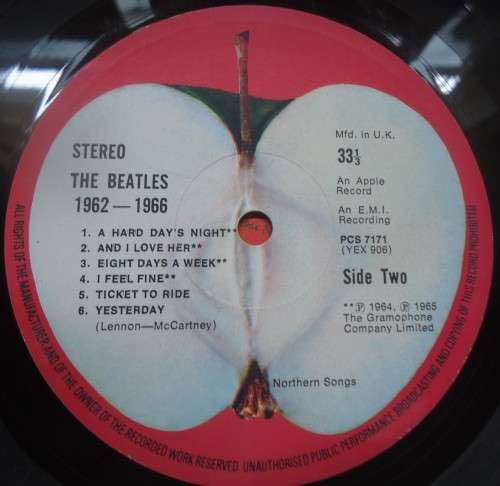 STEREO
THE BEATLES
1962—1966
1. A HARD DAY'S NIGHT**
2. AND I LOVE HER**
3. EIGHT DAYS A WEEK**
4. I FEEL FINE**
5. TICKET TO RIDE
6. YESTERDAY
(Lennon—McCartney)
Mfd. in U.K.
33⅓
An Apple
Record
An E.M.I.
Recording
PCS 7171
(YEX 906)
Side Two
** ℗ 1964, ℗ 1965
The Gramophone
Company Limited
Northern Songs
ALL RIGHTS OF THE MANUFACTURER AND OF THE OWNER OF THE RECORDED WORK RESERVED. UNAUTHORISED PUBLIC PERFORMANCE, BROADCASTING AND COPYING OF THIS RECORD PROHIBITED